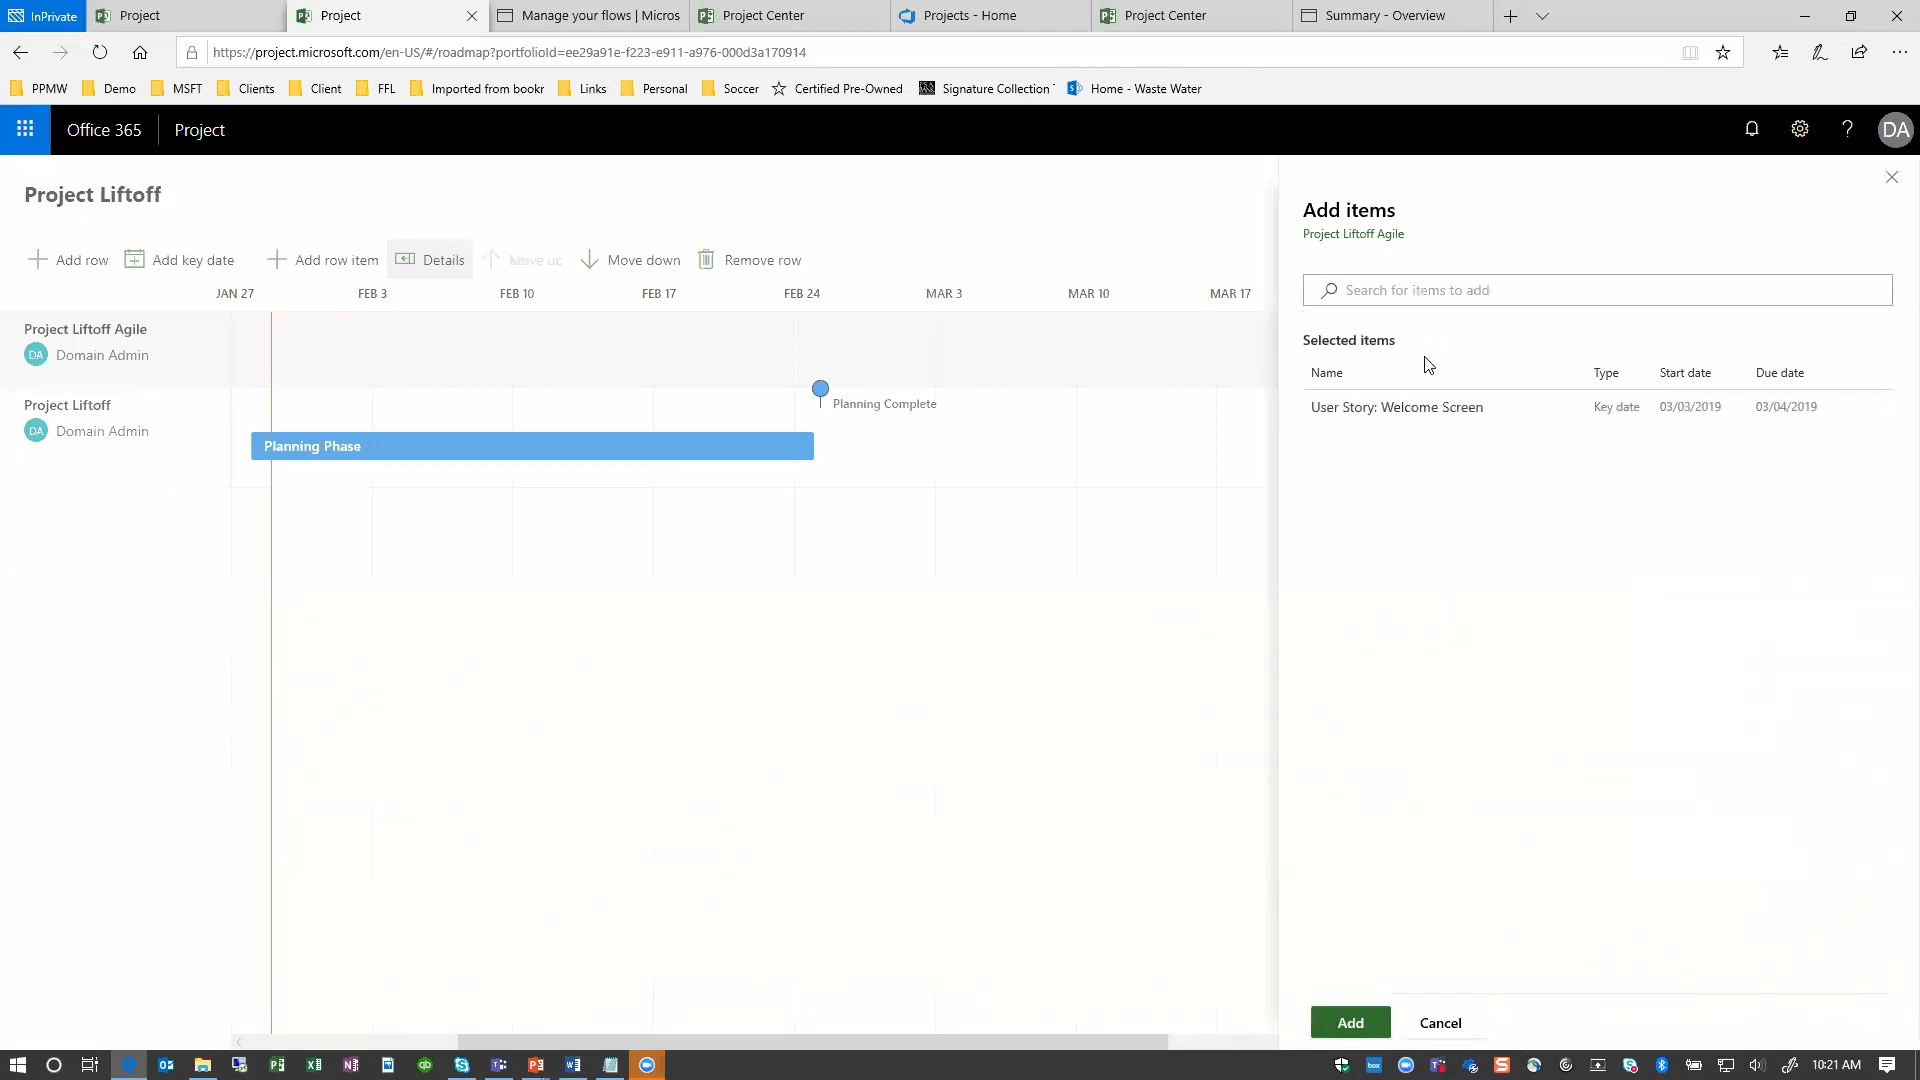 InPrivate Project Project Manage your flows | Micros Project Center Projects - Home Project Center Summary - Overview
https://project.microsoft.com/en-US/#/roadmap?portfolioId=ee29a91e-f223-e911-a976-000d3a170914
PPMW Demo MSFT Clients Client FFL Imported from bookr Links Personal Soccer Certified Pre-Owned Signature Collection Home - Waste Water
Office 365 Project DA
Project Liftoff
Add row Add key date Add row item Details Move down Remove row
JAN 27 FEB 3 FEB 10 FEB 17 FEB 24 MAR 3 MAR 10 MAR 17
Project Liftoff Agile
DA Domain Admin
Project Liftoff
DA Domain Admin
Planning Complete
Planning Phase
Add items
Project Liftoff Agile
Search for items to add
Selected items
Name Type Start date Due date
User Story: Welcome Screen Key date 03/03/2019 03/04/2019
Add Cancel
10:21 AM